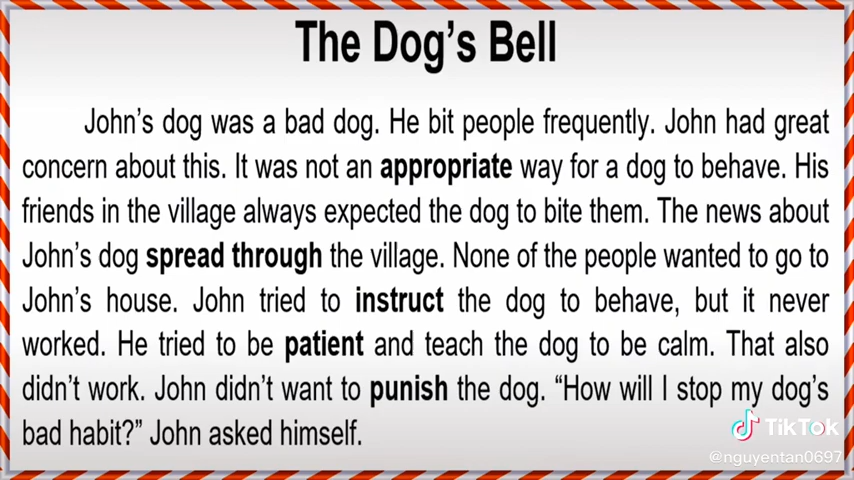 The Dog's Bell
John's dog was a bad dog. He bit people frequently. John had great
concern about this. It was not an appropriate way for a dog to behave. His
friends in the village always expected the dog to bite them. The news about
John's dog spread through the village. None of the people wanted to go to
John's house. John tried to instruct the dog to behave, but it never
worked. He tried to be patient and teach the dog to be calm. That also
didn't work. John didn't want to punish the dog. “How will I stop my dog's
bad habit?” John asked himself.
TikTok
@nguyentan0697